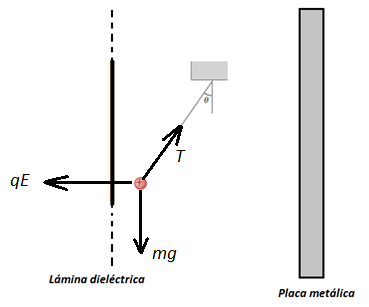 θ
T
qE
+
mg
Lámina dieléctrica
Placa metálica